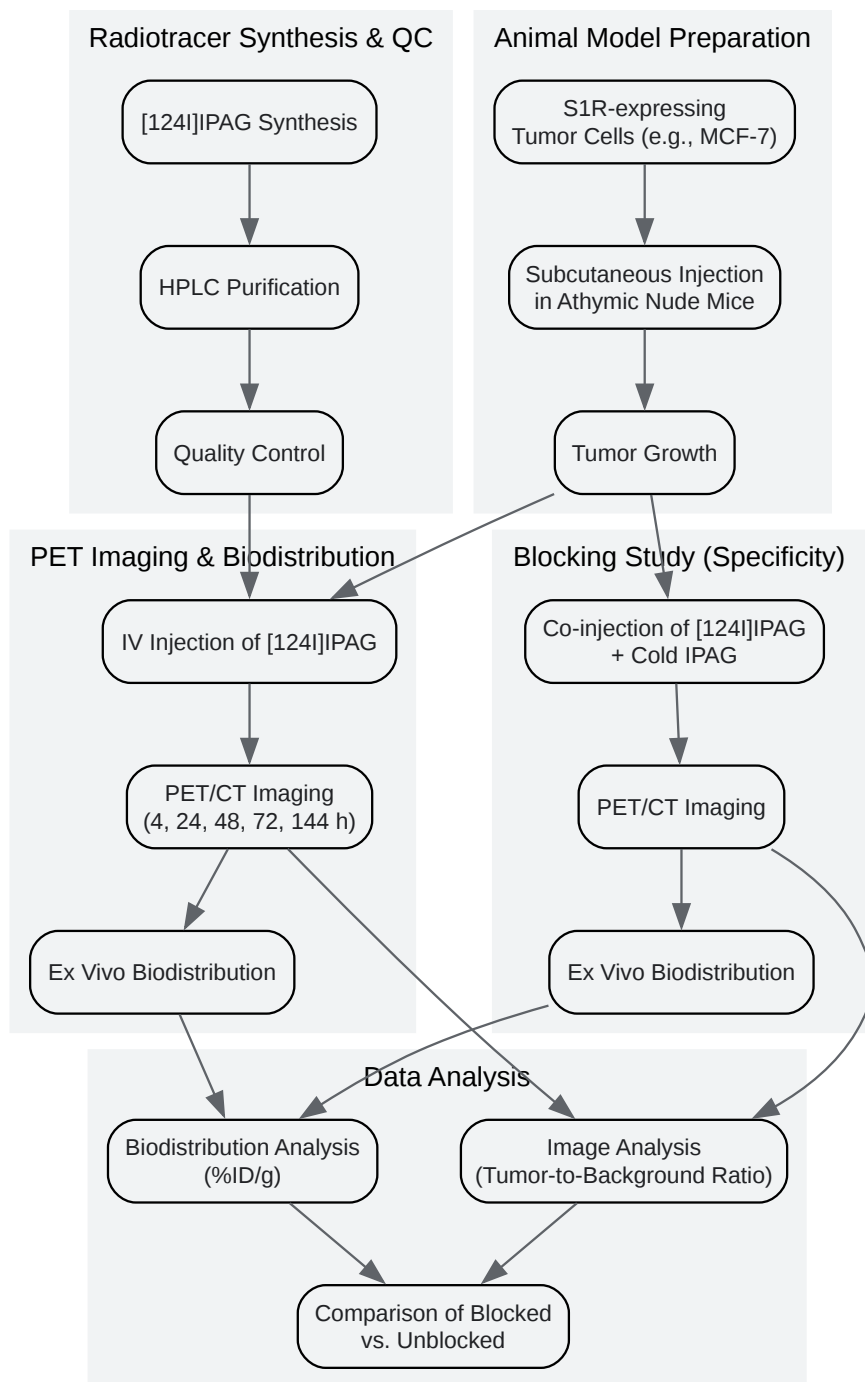 Radiotracer Synthesis & QC
[124I]IPAG Synthesis
HPLC Purification
Quality Control
Animal Model Preparation
S1R-expressing
Tumor Cells (e.g., MCF-7)
Subcutaneous Injection
in Athymic Nude Mice
Tumor Growth
PET Imaging & Biodistribution
IV Injection of [124I]IPAG
PET/CT Imaging
(4, 24, 48, 72, 144 h)
Ex Vivo Biodistribution
Blocking Study (Specificity)
Co-injection of [124I]IPAG
+ Cold IPAG
PET/CT Imaging
Ex Vivo Biodistribution
Data Analysis
Biodistribution Analysis
(%ID/g)
Image Analysis
(Tumor-to-Background Ratio)
Comparison of Blocked
vs. Unblocked